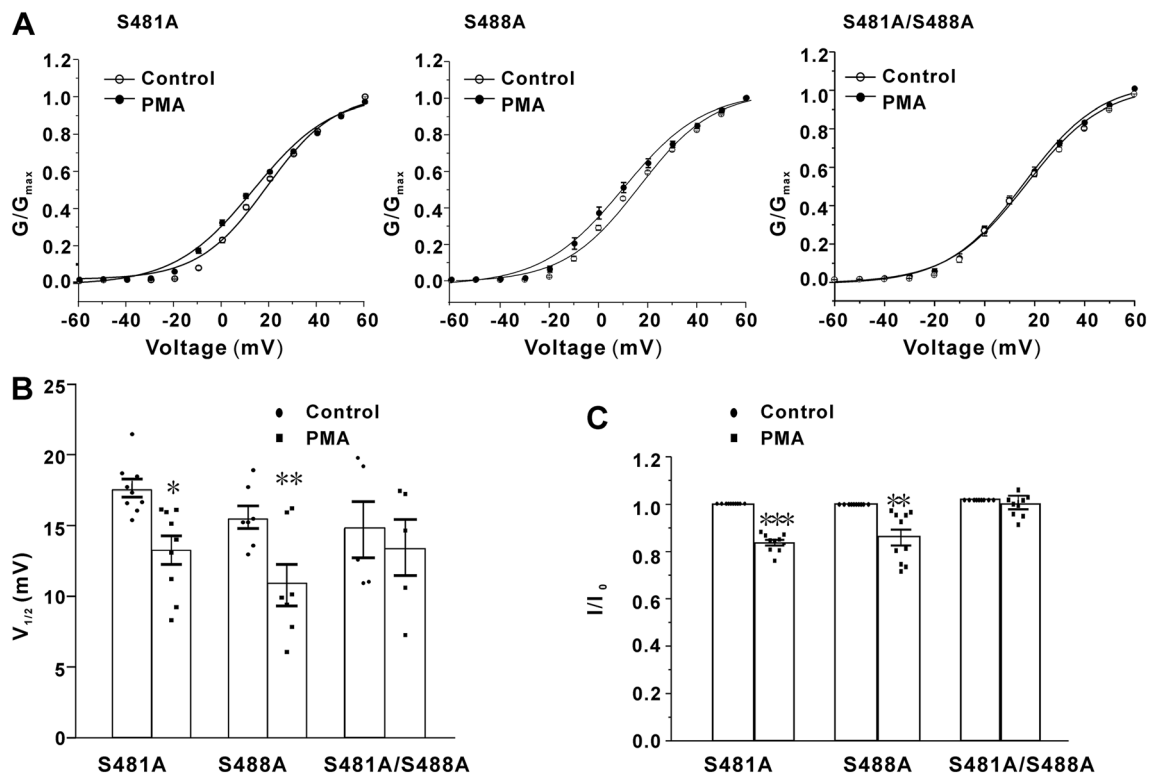 A
S481A
S488A
S481A/S488A
1.2
1.0
0.8
0.6
0.4
0.2
0.0
G/Gmax
Control
PMA
-60 -40 -20 0 20 40 60
Voltage (mV)
1.2
1.0
0.8
0.6
0.4
0.2
0.0
G/Gmax
Control
PMA
-60 -40 -20 0 20 40 60
Voltage (mV)
1.2
1.0
0.8
0.6
0.4
0.2
0.0
G/Gmax
Control
PMA
-60 -40 -20 0 20 40 60
Voltage (mV)
B
25
20
15
10
5
0
V1/2 (mV)
Control
PMA
*
**
S481A S488A S481A/S488A
C
Control
PMA
1.2
1.0
0.8
0.6
0.4
0.2
0.0
I/I0
***
**
S481A S488A S481A/S488A